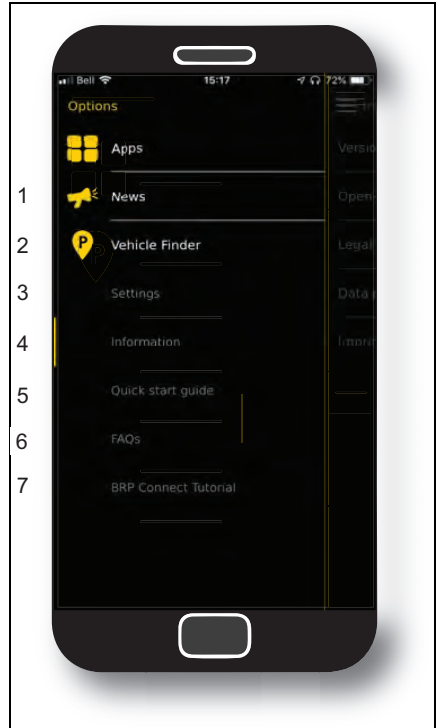 Bell 15:17 72%
Options
Apps
1 News
2 P Vehicle Finder
3 Settings
4 Information
5 Quick start guide
6 FAQs
7 BRP Connect Tutorial
Versio
Open-
Legal
Data p